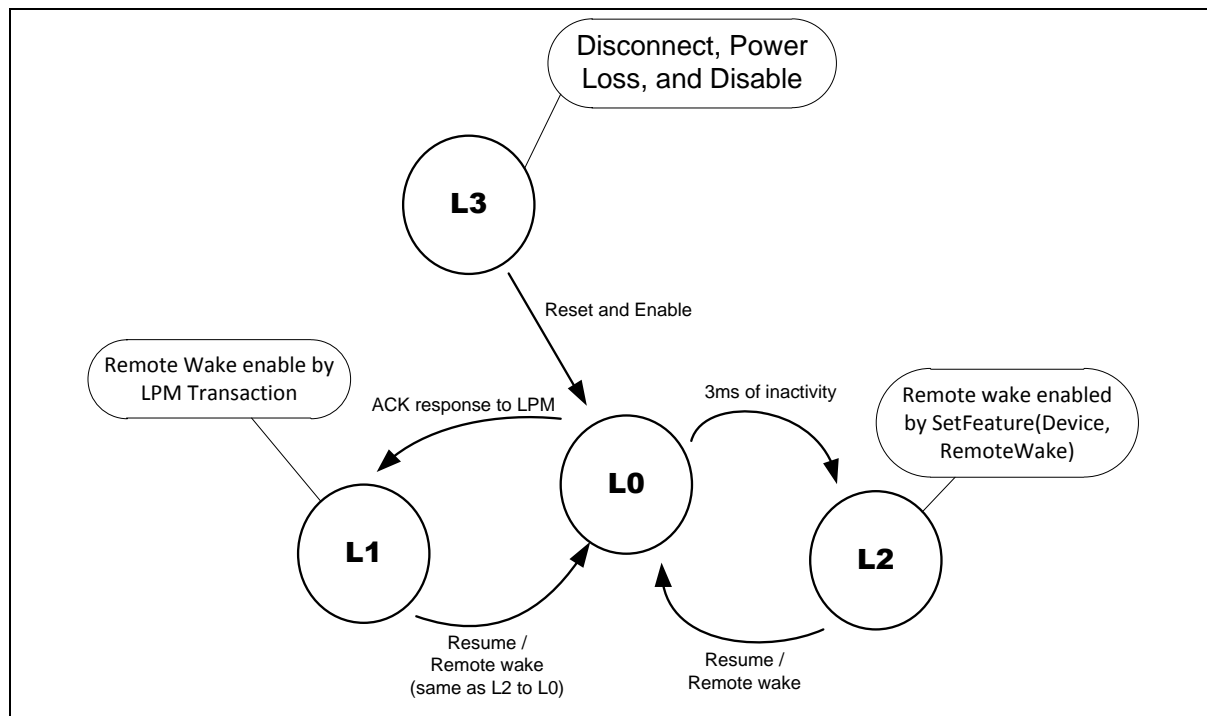 Disconnect, Power
Loss, and Disable
L3
Reset and Enable
Remote Wake enable by
LPM Transaction
ACK response to LPM
3ms of inactivity
Remote wake enabled
by SetFeature(Device,
RemoteWake)
L0
L1
L2
Resume /
Remote wake
(same as L2 to L0)
Resume /
Remote wake